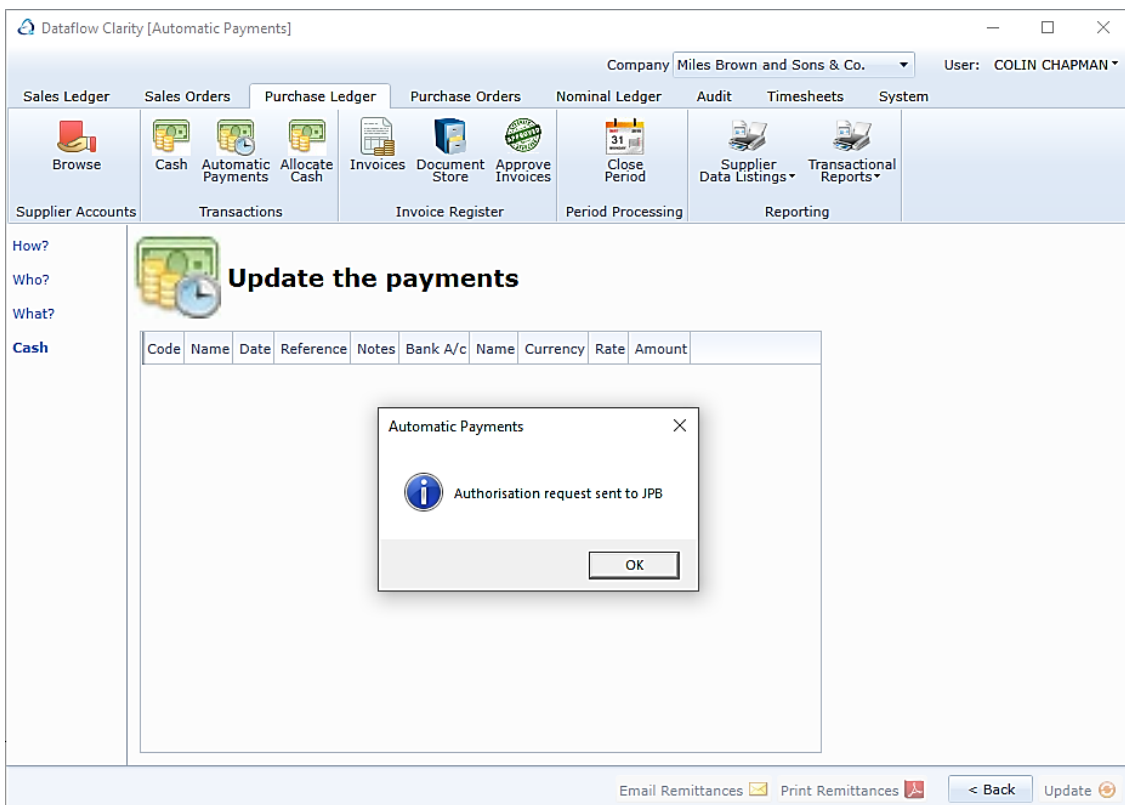 Dataflow Clarity [Automatic Payments]
Company Miles Brown and Sons & Co. User: COLIN CHAPMAN
Sales Ledger Sales Orders Purchase Ledger Purchase Orders Nominal Ledger Audit Timesheets System
Browse Cash Automatic Payments Allocate Cash Invoices Document Store Approve Invoices Close Period Supplier Data Listings Transactional Reports
31
APPROVED
Supplier Accounts Transactions Invoice Register Period Processing Reporting
How?
Who?
What?
Cash
Update the payments
Code Name Date Reference Notes Bank A/c Name Currency Rate Amount
Automatic Payments
Authorisation request sent to JPB
OK
Email Remittances Print Remittances < Back Update